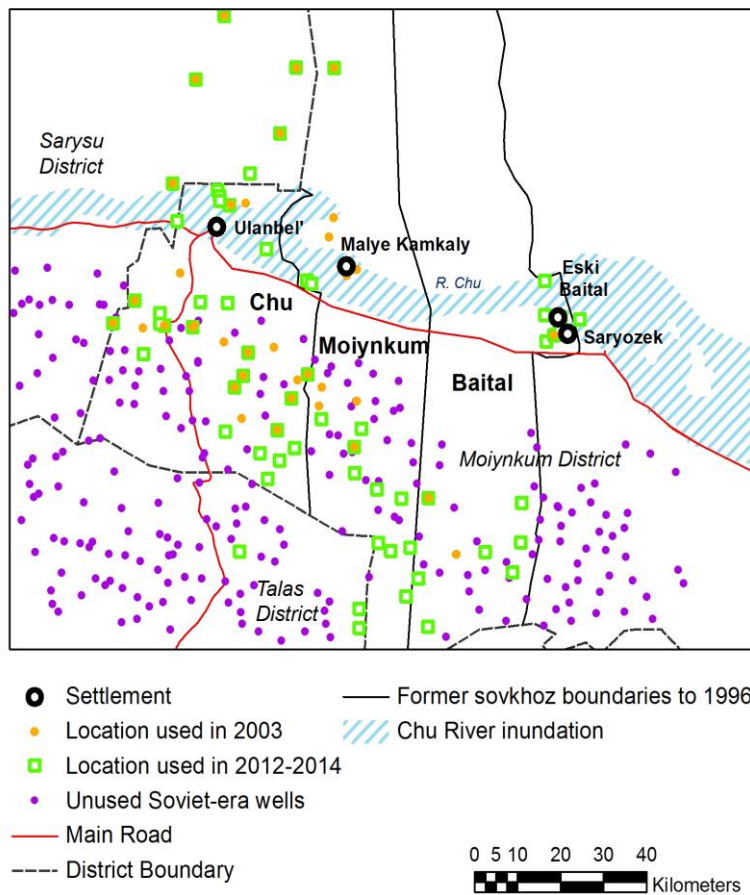 Sarysu
District
Ulanbel'
Malye Kamkaly
R. Chu
Eski
Baital
Chu
Saryozek
Moiynkum
Baital
Moiynkum District
Talas
District
Settlement
Former sovkhoz boundaries to 1996
Location used in 2003
Chu River inundation
Location used in 2012-2014
Unused Soviet-era wells
Main Road
District Boundary
0 5 10 20 30 40
Kilometers